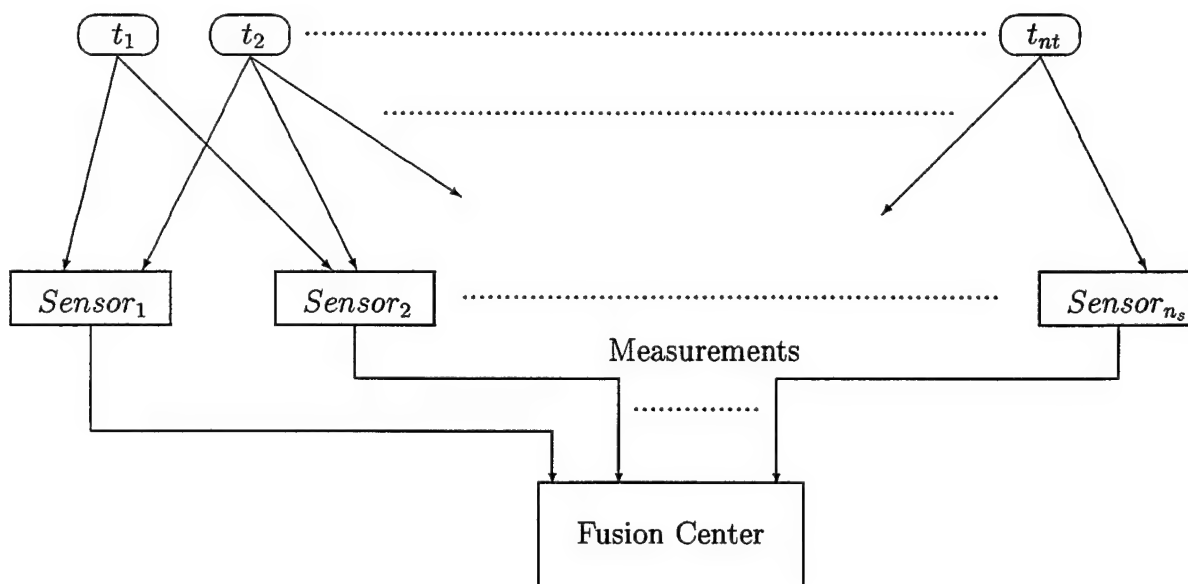 t₁ t₂ tₙₜ
Sensor₁ Sensor₂ Sensorₙₛ
Measurements
Fusion Center